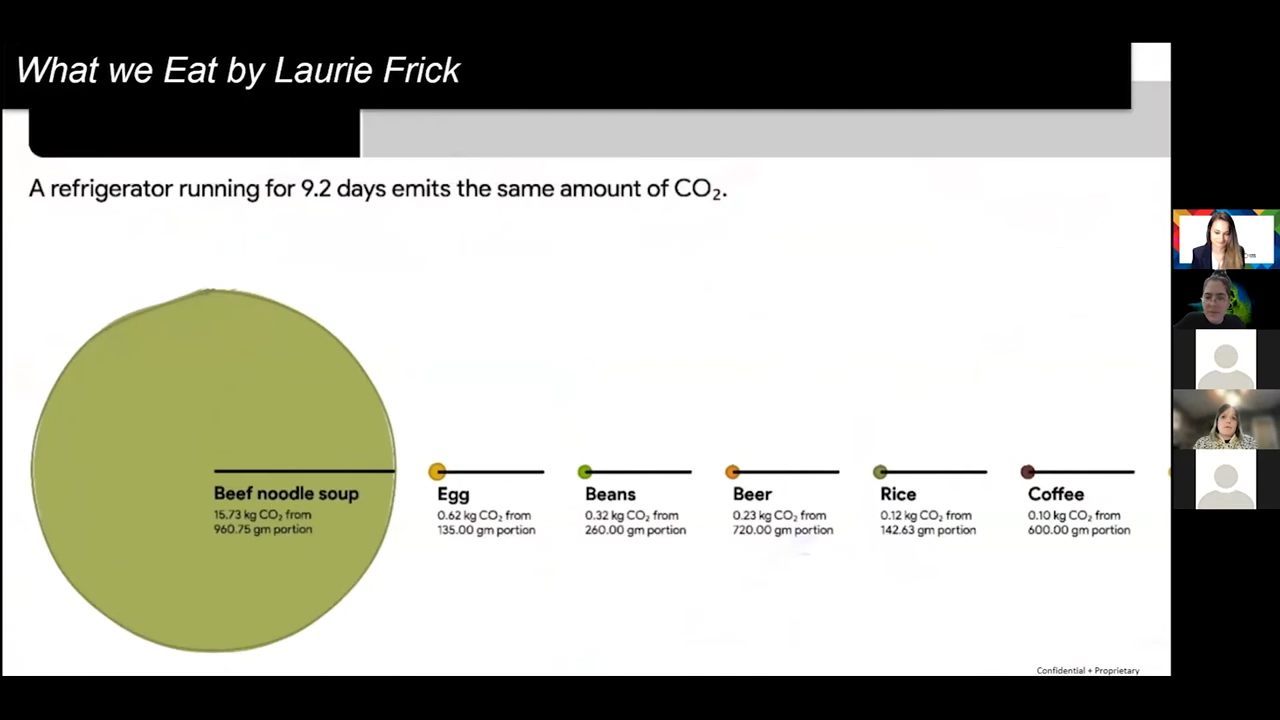 What we Eat by Laurie Frick
A refrigerator running for 9.2 days emits the same amount of CO₂.
Beef noodle soup
15.73 kg CO₂ from
960.75 gm portion
Egg
0.62 kg CO₂ from
135.00 gm portion
Beans
0.32 kg CO₂ from
260.00 gm portion
Beer
0.23 kg CO₂ from
720.00 gm portion
Rice
0.12 kg CO₂ from
142.63 gm portion
Coffee
0.10 kg CO₂ from
600.00 gm portion
Confidential + Proprietary